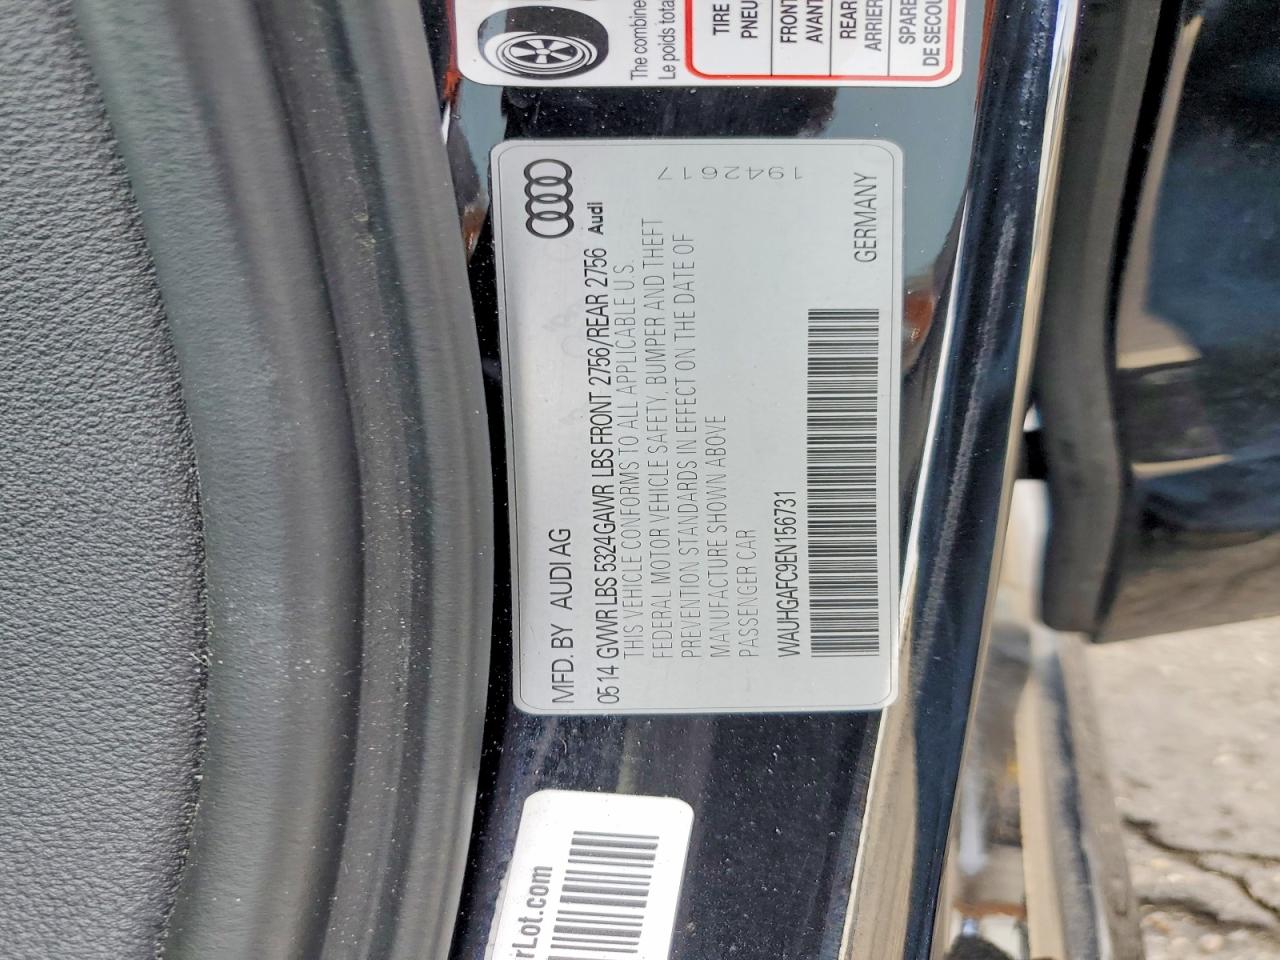 The combine
Le poids tota
TIRE
PNEU
FRONT
AVANT
REAR
ARRIER
SPARE
DE SECOU
MFD. BY AUDI AG
0514 GVWR LBS 5324 GAWR LBS FRONT 2756/REAR 2756 Audi
THIS VEHICLE CONFORMS TO ALL APPLICABLE U.S.
FEDERAL MOTOR VEHICLE SAFETY, BUMPER AND THEFT
PREVENTION STANDARDS IN EFFECT ON THE DATE OF
MANUFACTURE SHOWN ABOVE
PASSENGER CAR
WAUHGAFC9EN156731
GERMANY
1942617
rLot.com